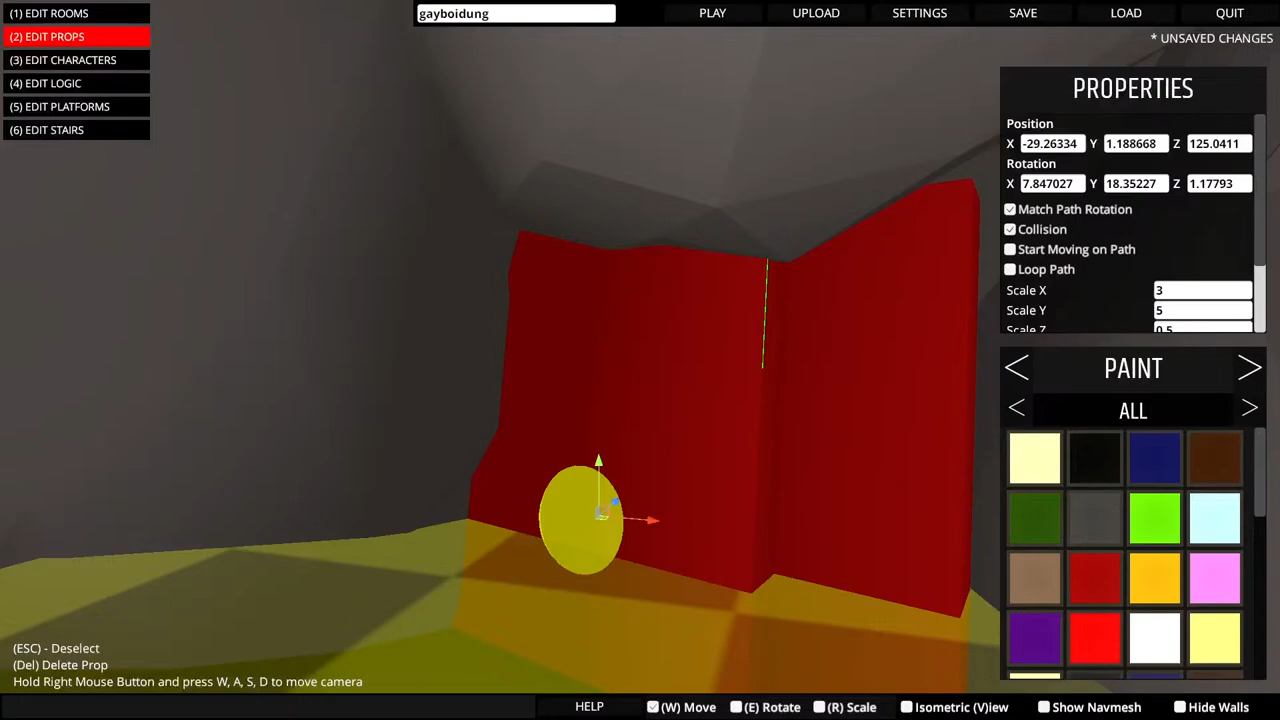 (1) EDIT ROOMS
(2) EDIT PROPS
(3) EDIT CHARACTERS
(4) EDIT LOGIC
(5) EDIT PLATFORMS
(6) EDIT STAIRS
gayboidung
PLAY UPLOAD SETTINGS SAVE LOAD QUIT
* UNSAVED CHANGES
PROPERTIES
Position
X -29.26334 Y 1.188668 Z 125.0411
Rotation
X 7.847027 Y 18.35227 Z 1.17793
Match Path Rotation
Collision
Start Moving on Path
Loop Path
Scale X 3
Scale Y 5
Scale Z 0.5
< PAINT >
< ALL >
(ESC) - Deselect
(Del) Delete Prop
Hold Right Mouse Button and press W, A, S, D to move camera
HELP (W) Move (E) Rotate (R) Scale Isometric (V)iew Show Navmesh Hide Walls